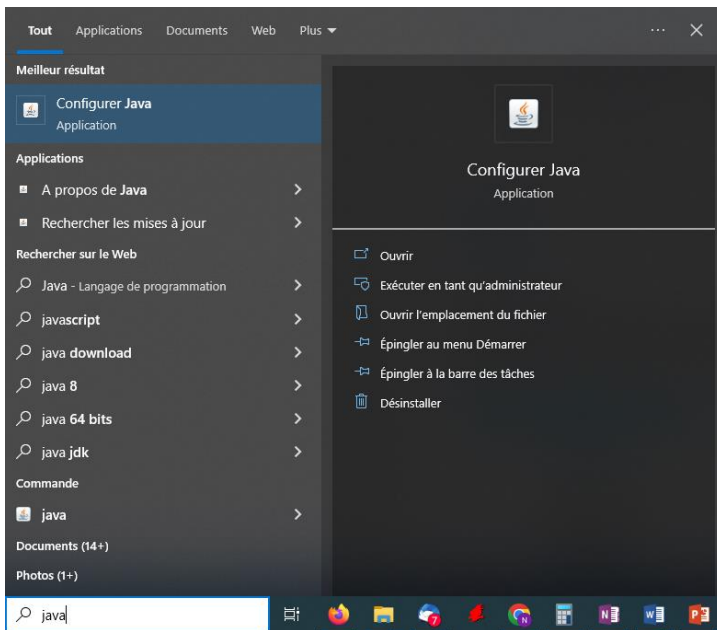 Tout Applications Documents Web Plus
Meilleur résultat
Configurer Java
Application
Applications
A propos de Java
Rechercher les mises à jour
Rechercher sur le Web
Java - Langage de programmation
javascript
java download
java 8
java 64 bits
java jdk
Commande
java
Documents (14+)
Photos (1+)
java
Configurer Java
Application
Ouvrir
Exécuter en tant qu'administrateur
Ouvrir l'emplacement du fichier
Épingler au menu Démarrer
Épingler à la barre des tâches
Désinstaller
7
N
N
W
P